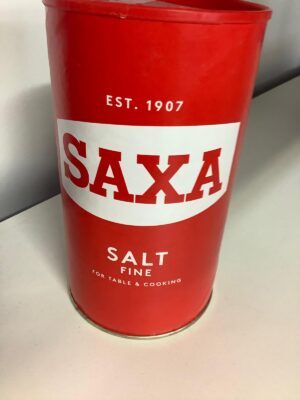 EST. 1907
SAXA
SALT
FINE
FOR TABLE & COOKING